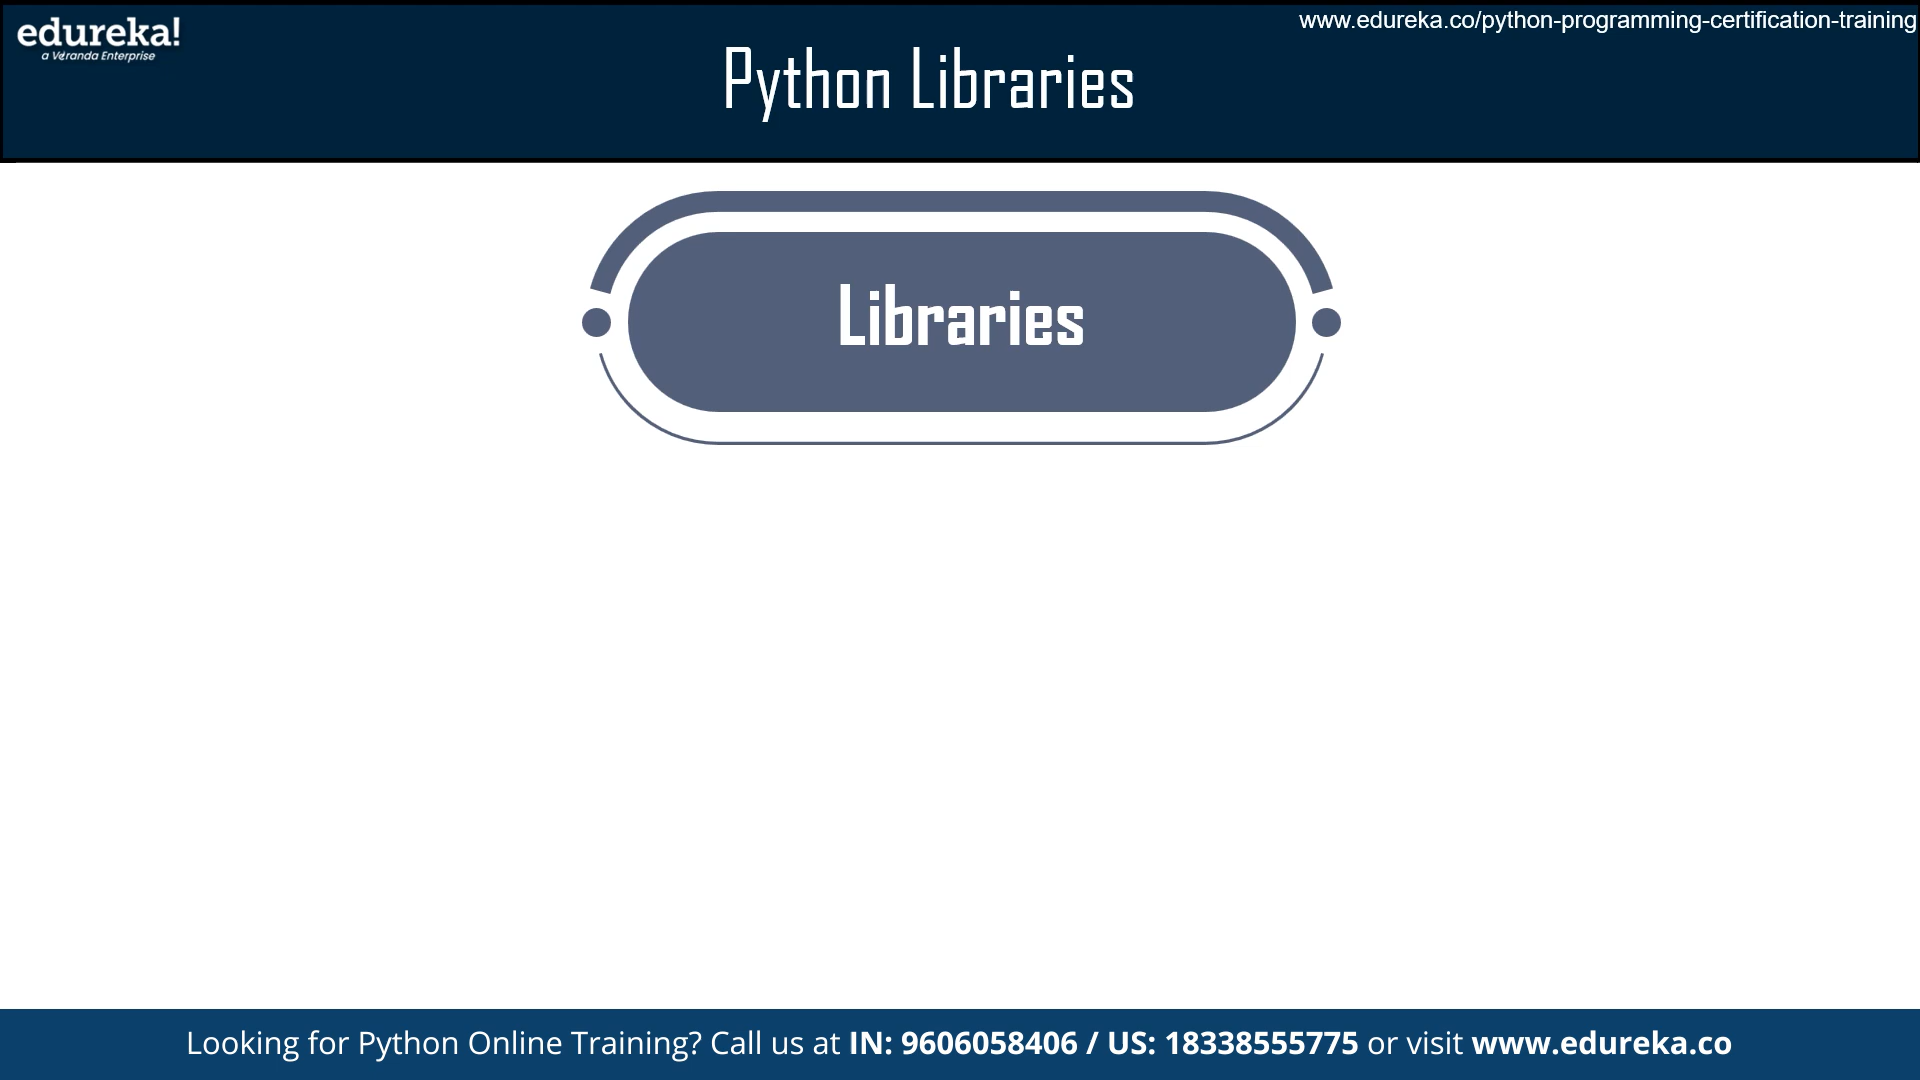 edureka!
a Veranda Enterprise
www.edureka.co/python-programming-certification-training
Python Libraries
Libraries
Looking for Python Online Training? Call us at IN: 9606058406 / US: 18338555775 or visit www.edureka.co